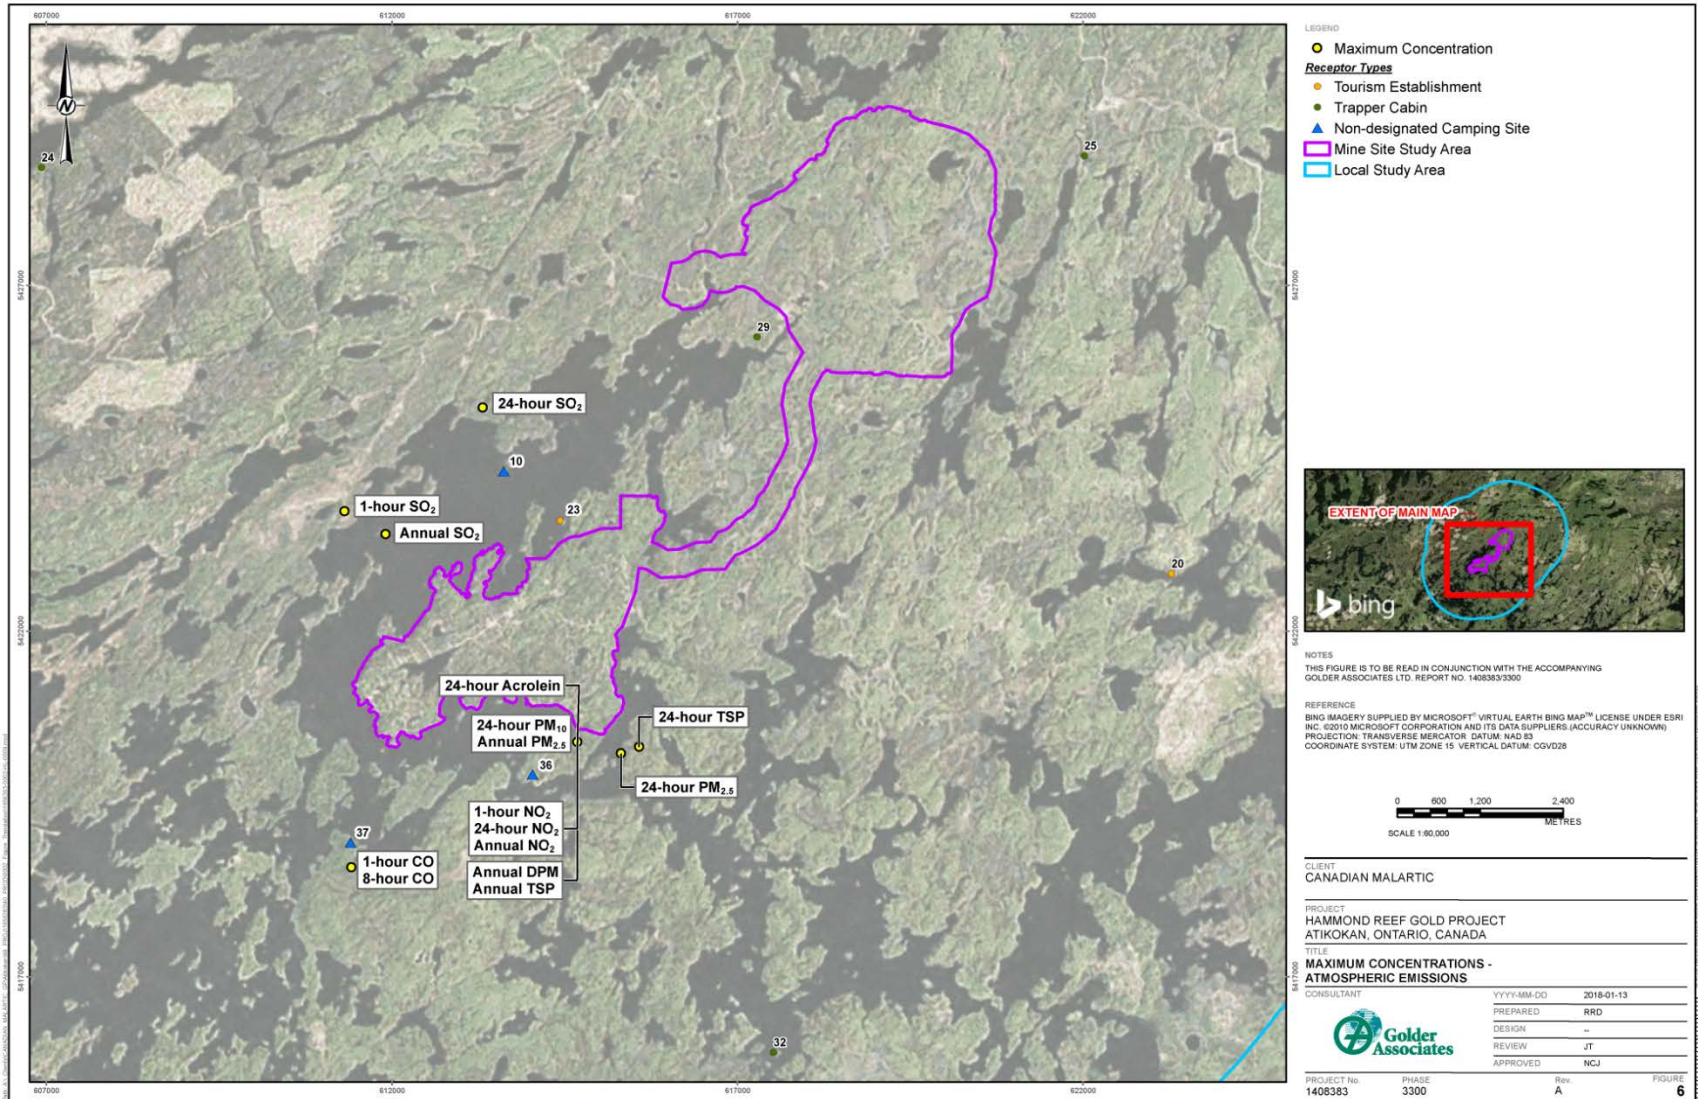 607000
612000
617000
622000
5427000
5422000
5417000
5427000
5422000
5417000
607000
612000
617000
622000
N
24
25
29
24-hour SO₂
10
1-hour SO₂
23
Annual SO₂
20
24-hour Acrolein
24-hour PM₁₀
Annual PM₂.₅
24-hour TSP
36
24-hour PM₂.₅
1-hour NO₂
24-hour NO₂
Annual NO₂
37
1-hour CO
8-hour CO
Annual DPM
Annual TSP
32
LEGEND
Maximum Concentration
Receptor Types
Tourism Establishment
Trapper Cabin
Non-designated Camping Site
Mine Site Study Area
Local Study Area
EXTENT OF MAIN MAP
bing
NOTES
THIS FIGURE IS TO BE READ IN CONJUNCTION WITH THE ACCOMPANYING
GOLDER ASSOCIATES LTD. REPORT NO. 1408383/3300
REFERENCE
BING IMAGERY SUPPLIED BY MICROSOFT® VIRTUAL EARTH BING MAP™ LICENSE UNDER ESRI
INC. ©2010 MICROSOFT CORPORATION AND ITS DATA SUPPLIERS.(ACCURACY UNKNOWN)
PROJECTION: TRANSVERSE MERCATOR DATUM: NAD 83
COORDINATE SYSTEM: UTM ZONE 15 VERTICAL DATUM: CGVD28
0 600 1,200 2,400
METRES
SCALE 1:60,000
CLIENT
CANADIAN MALARTIC
PROJECT
HAMMOND REEF GOLD PROJECT
ATIKOKAN, ONTARIO, CANADA
TITLE
MAXIMUM CONCENTRATIONS -
ATMOSPHERIC EMISSIONS
CONSULTANT
Golder
Associates
YYYY-MM-DD 2018-01-13
PREPARED RRD
DESIGN --
REVIEW JT
APPROVED NCJ
PROJECT No. PHASE Rev. FIGURE
1408383 3300 A 6